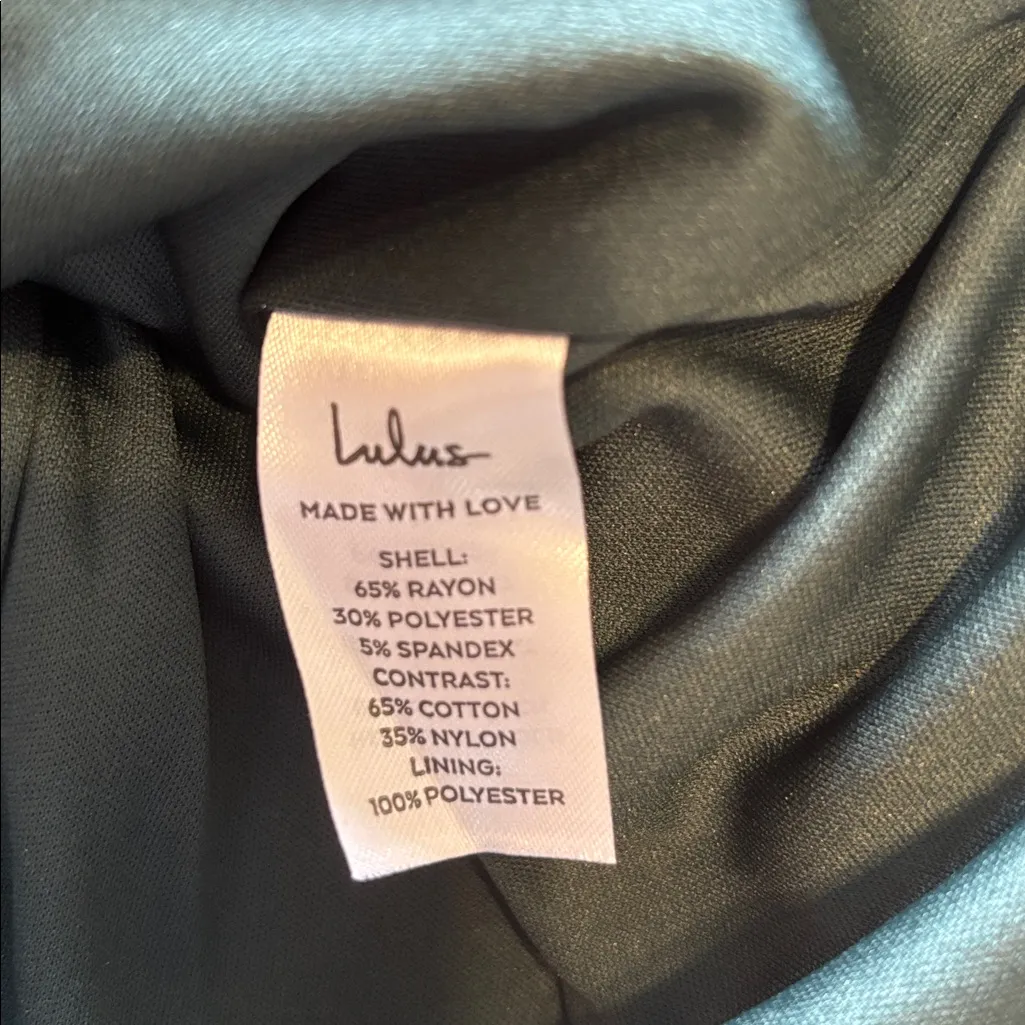 Lulus
MADE WITH LOVE
SHELL:
65% RAYON
30% POLYESTER
5% SPANDEX
CONTRAST:
65% COTTON
35% NYLON
LINING:
100% POLYESTER